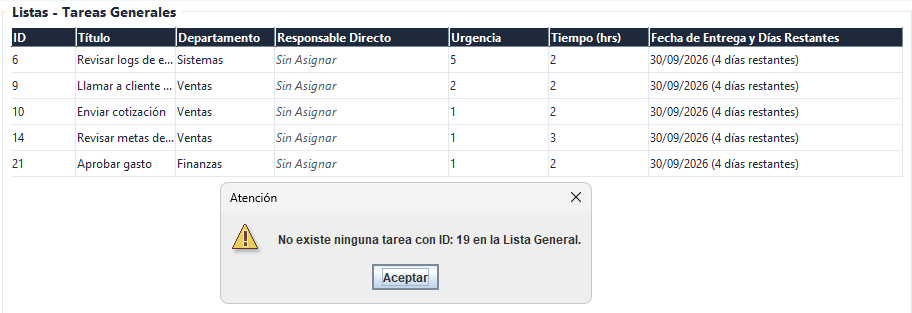 Listas - Tareas Generales
ID Título Departamento Responsable Directo Urgencia Tiempo (hrs) Fecha de Entrega y Días Restantes
6 Revisar logs de e... Sistemas Sin Asignar 5 2 30/09/2026 (4 días restantes)
9 Llamar a cliente ... Ventas Sin Asignar 2 2 30/09/2026 (4 días restantes)
10 Enviar cotización Ventas Sin Asignar 1 2 30/09/2026 (4 días restantes)
14 Revisar metas de... Ventas Sin Asignar 1 3 30/09/2026 (4 días restantes)
21 Aprobar gasto Finanzas Sin Asignar 1 2 30/09/2026 (4 días restantes)
Atención
No existe ninguna tarea con ID: 19 en la Lista General.
Aceptar